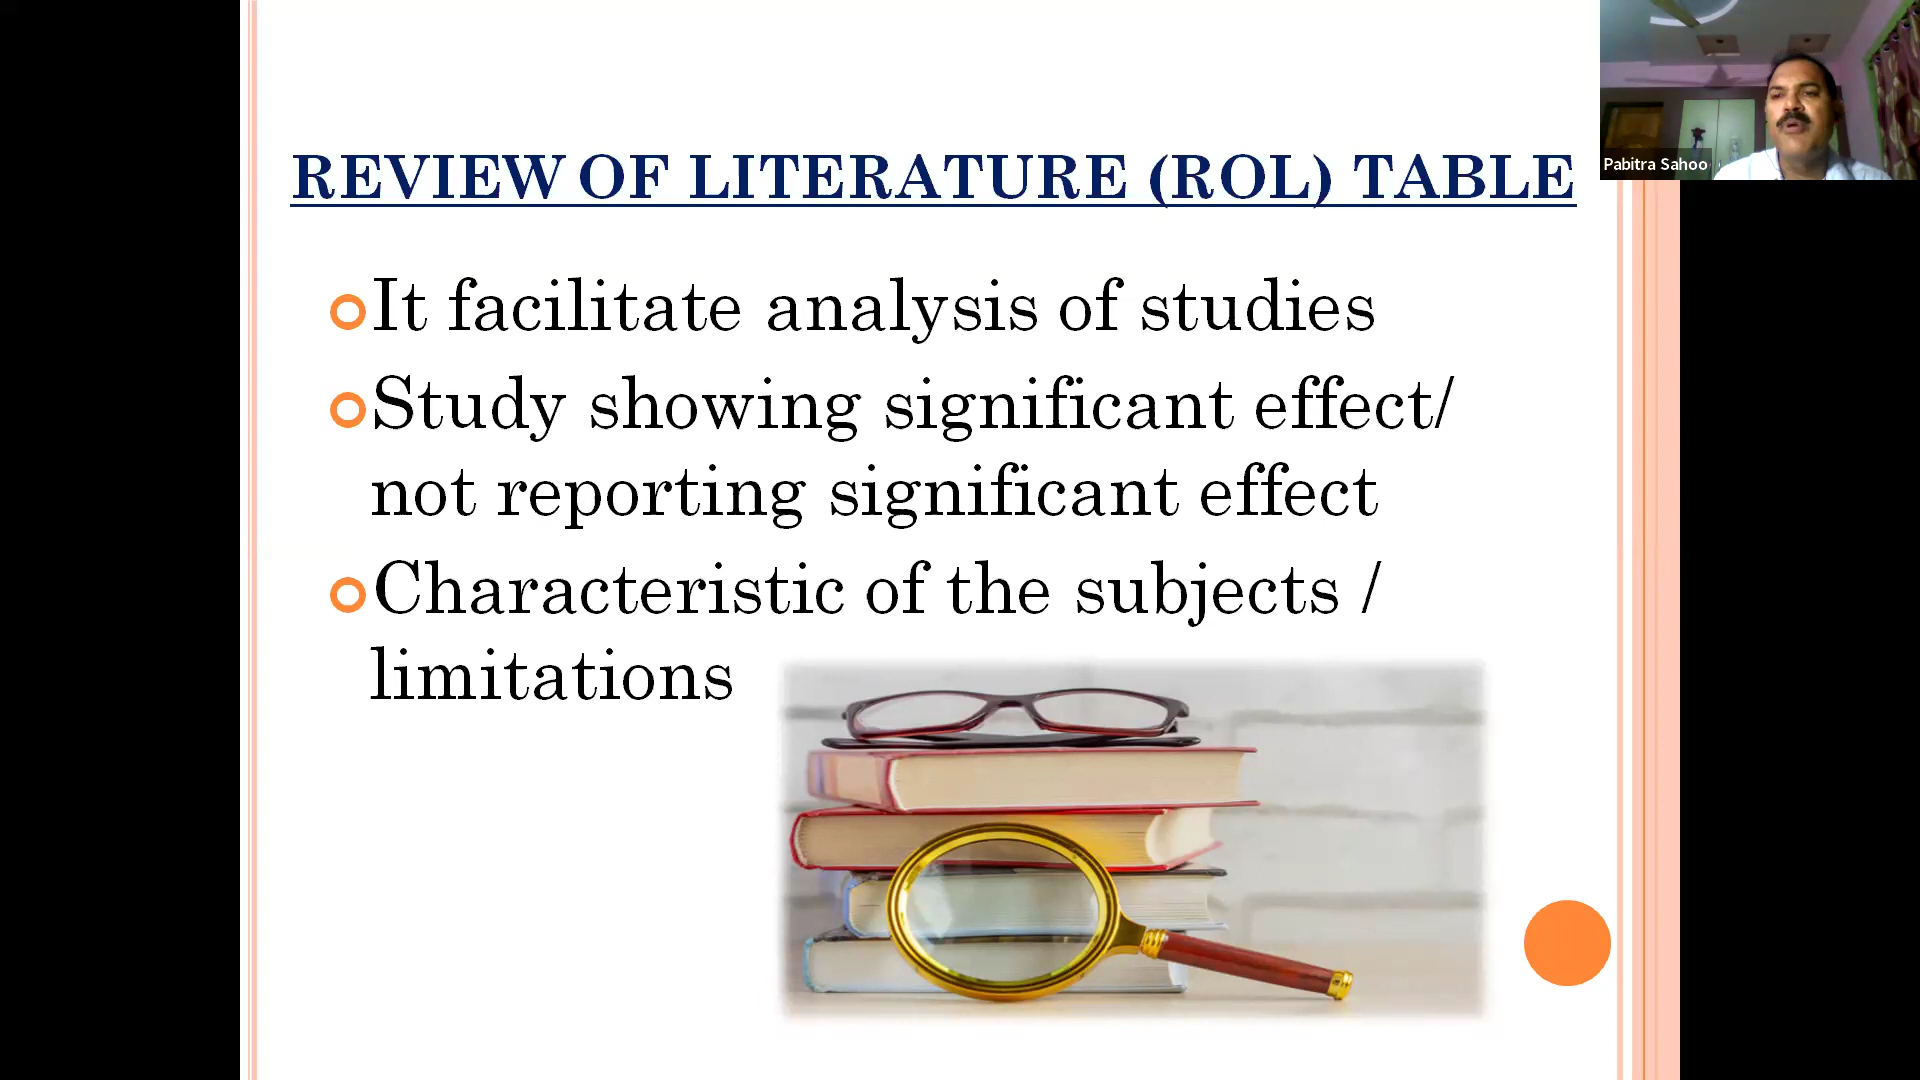 REVIEW OF LITERATURE (ROL) TABLE
Pabitra Sahoo
It facilitate analysis of studies
Study showing significant effect/
not reporting significant effect
Characteristic of the subjects /
limitations